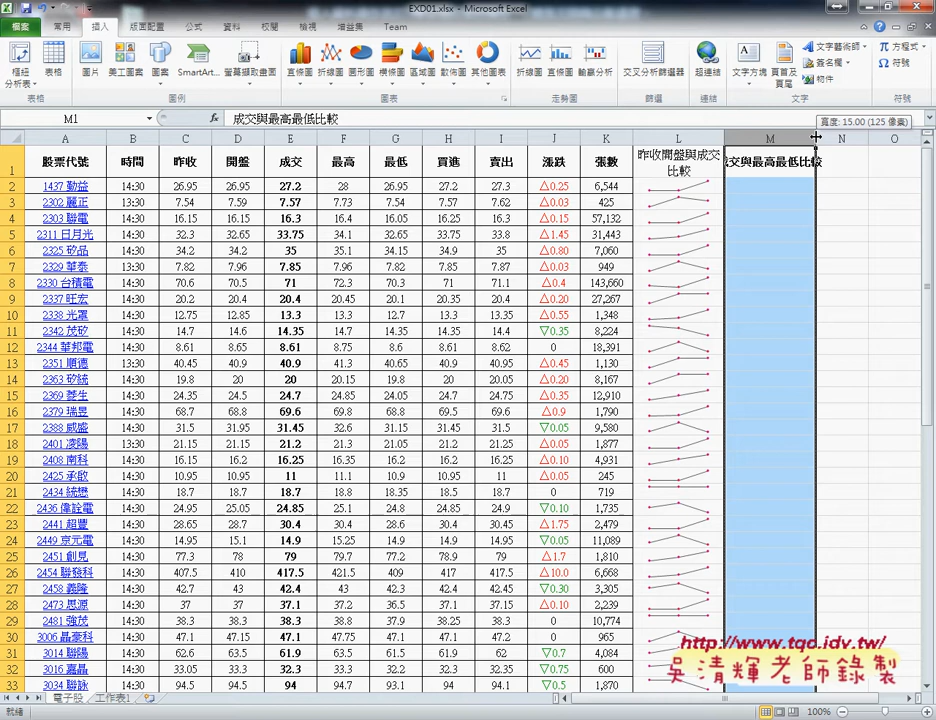 EXD01.xlsx - Microsoft Excel
檔案 常用 插入 版面配置 公式 資料 校閱 檢視 增益集 Team
樞紐分析表 表格 圖片 美工圖案 圖案 SmartArt... 螢幕擷取畫面 直條圖 折線圖 圓形圖 橫條圖 區域圖 散佈圖 其他圖表 折線圖 直條圖 輸贏分析 交叉分析篩選器 超連結 文字方塊 頁首及頁尾 文字藝術師 簽名欄 物件 方程式 符號
表格 圖例 圖表 走勢圖 篩選 連結 文字 符號
M1 fx 成交與最高最低比較
寬度: 15.00 (125 像素)
A B C D E F G H I J K L M N O
1 股票代號 時間 昨收 開盤 成交 最高 最低 買進 賣出 漲跌 張數 昨收開盤與成交比較 成交與最高最低比較
2 1437 勤益 14:30 26.95 26.95 27.2 28 26.95 27.2 27.3 △0.25 6,544
3 2302 麗正 13:30 7.54 7.59 7.57 7.73 7.54 7.57 7.62 △0.03 425
4 2303 聯電 14:30 16.15 16.15 16.3 16.4 16.05 16.25 16.3 △0.15 57,132
5 2311 日月光 14:30 32.3 32.65 33.75 34.1 32.65 33.75 33.8 △1.45 31,443
6 2325 矽品 14:30 34.2 34.2 35 35.1 34.15 34.9 35 △0.80 7,060
7 2329 華泰 13:30 7.82 7.96 7.85 7.96 7.82 7.85 7.87 △0.03 949
8 2330 台積電 14:30 70.6 70.5 71 72.3 70.3 71 71.1 △0.4 143,660
9 2337 旺宏 14:30 20.2 20.4 20.4 20.45 20.1 20.35 20.4 △0.20 27,267
10 2338 光罩 14:30 12.75 12.85 13.3 13.3 12.7 13.3 13.35 △0.55 1,348
11 2342 茂矽 14:30 14.7 14.6 14.35 14.7 14.35 14.35 14.4 ▽0.35 8,224
12 2344 華邦電 14:30 8.61 8.65 8.61 8.75 8.6 8.61 8.62 0 18,391
13 2351 順德 14:30 40.45 40.9 40.9 41.3 40.65 40.9 40.9 △0.45 1,130
14 2363 矽統 14:30 19.8 20 20 20.15 19.8 20 20.05 △0.20 8,167
15 2369 菱生 14:30 24.35 24.5 24.7 24.85 24.05 24.7 24.75 △0.35 12,910
16 2379 瑞昱 14:30 68.7 68.8 69.6 69.8 68.8 69.5 69.6 △0.9 1,790
17 2388 威盛 14:30 31.5 31.95 31.45 32.6 31.15 31.45 31.5 ▽0.05 9,580
18 2401 凌陽 13:30 21.15 21.15 21.2 21.3 21.05 21.2 21.25 △0.05 1,877
19 2408 南科 14:30 16.15 16.2 16.25 16.35 16.2 16.25 16.3 △0.10 4,931
20 2425 承啟 14:30 10.95 10.95 11 11.1 10.9 10.95 11 △0.05 245
21 2434 統懋 14:30 18.7 18.7 18.7 18.8 18.35 18.5 18.7 0 719
22 2436 偉詮電 14:30 24.95 25.05 24.85 25.1 24.8 24.85 24.9 ▽0.10 1,735
23 2441 超豐 14:30 28.65 28.7 30.4 30.4 28.6 30.4 30.45 △1.75 2,479
24 2449 京元電 14:30 14.95 15.1 14.9 15.25 14.9 14.9 14.95 ▽0.05 11,089
25 2451 創見 14:30 77.3 78 79 79.7 77.2 78.9 79 △1.7 1,810
26 2454 聯發科 14:30 407.5 410 417.5 421.5 409 417 417.5 △10.0 6,668
27 2458 義隆 14:30 42.7 43 42.4 43 42.3 42.4 42.45 ▽0.30 3,305
28 2473 思源 14:30 37 37 37.1 37.2 36.5 37.1 37.15 △0.10 2,239
29 2481 強茂 14:30 38.3 38.3 38.3 38.8 37.9 38.25 38.3 0 10,774
30 3006 晶豪科 14:30 47.1 47.15 47.1 47.75 47.1 47.1 47.2 0 965
31 3014 聯陽 14:30 62.6 63.5 61.9 63.5 61.9 61.9 62 ▽0.7 4,084
32 3016 嘉晶 14:30 33.05 33.3 32.3 33.3 32.3 32.3 32.35 ▽0.75 600
33 3034 聯詠 14:30 94.5 94.5 94 94.7 93.1 94 94.1 ▽0.5 1,870
http://www.tqc.idv.tw/
吳清輝老師錄製
電子股 工作表1
就緒 100%